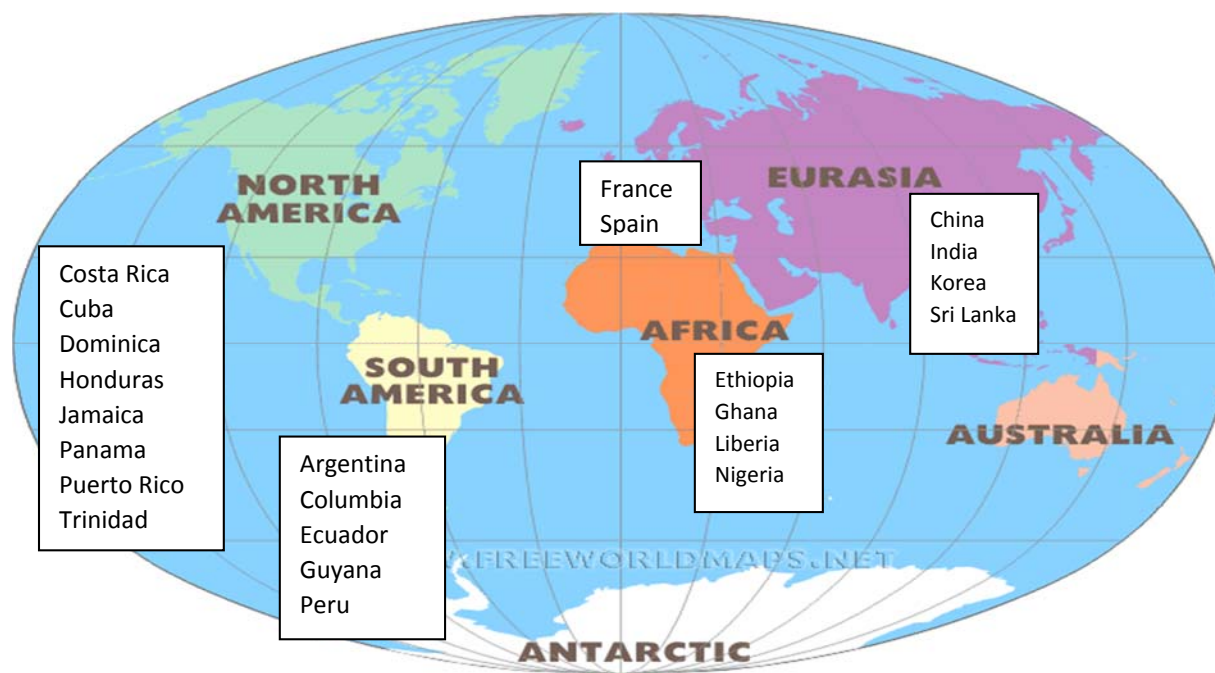 NORTH
AMERICA
EURASIA
France
Spain
China
India
Korea
Sri Lanka
Costa Rica
Cuba
Dominica
Honduras
Jamaica
Panama
Puerto Rico
Trinidad
AFRICA
SOUTH
AMERICA
Ethiopia
Ghana
Liberia
Nigeria
AUSTRALIA
Argentina
Columbia
Ecuador
Guyana
Peru
.FREEWORLDMAPS.NET
ANTARCTIC